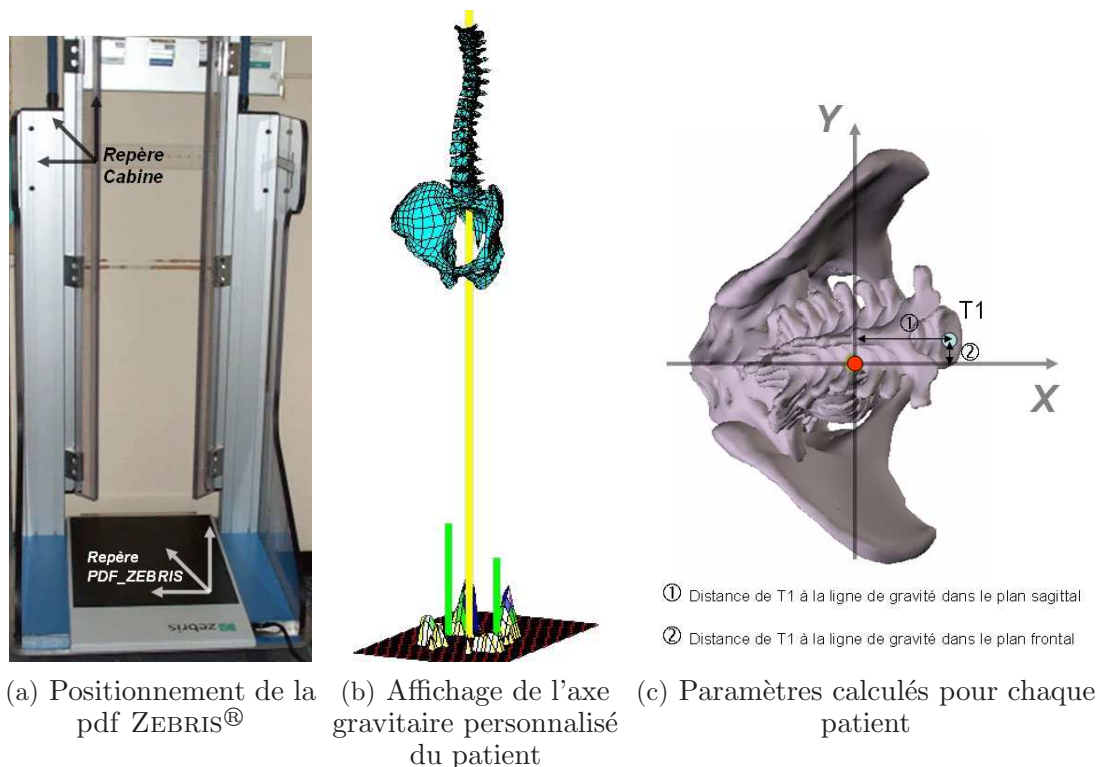 Repère
Cabine
Repère
PDF_ZEBRIS
zebris
Y
T1
①
②
X
① Distance de T1 à la ligne de gravité dans le plan sagittal
② Distance de T1 à la ligne de gravité dans le plan frontal
(a) Positionnement de la
pdf ZEBRIS®
(b) Affichage de l'axe
gravitaire personnalisé
du patient
(c) Paramètres calculés pour chaque
patient